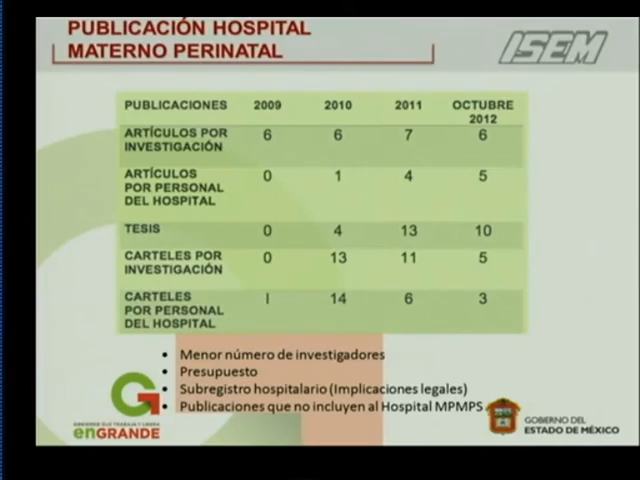 PUBLICACIÓN HOSPITAL
MATERNO PERINATAL
ISEM
PUBLICACIONES 2009 2010 2011 OCTUBRE 2012
ARTÍCULOS POR INVESTIGACIÓN 6 6 7 6
ARTÍCULOS POR PERSONAL DEL HOSPITAL 0 1 4 5
TESIS 0 4 13 10
CARTELES POR INVESTIGACIÓN 0 13 11 5
CARTELES POR PERSONAL DEL HOSPITAL I 14 6 3
• Menor número de investigadores
• Presupuesto
• Subregistro hospitalario (Implicaciones legales)
• Publicaciones que no incluyen al Hospital MPMPS
enGRANDE
GOBIERNO DEL
ESTADO DE MÉXICO